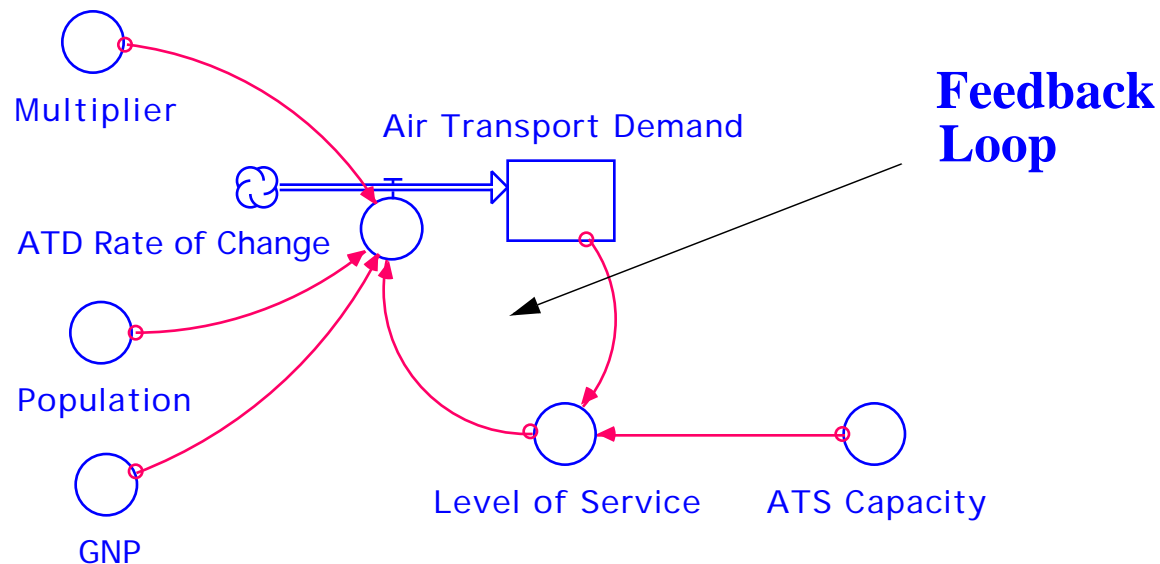 Feedback
Loop
Multiplier
Air Transport Demand
ATD Rate of Change
Population
Level of Service
ATS Capacity
GNP